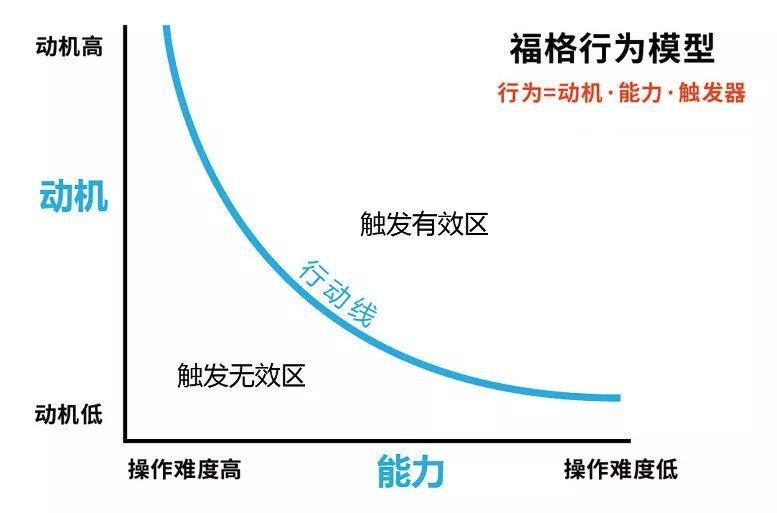 动机高
福格行为模型
行为=动机·能力·触发器
动机
触发有效区
行动线
触发无效区
动机低
操作难度高
能力
操作难度低